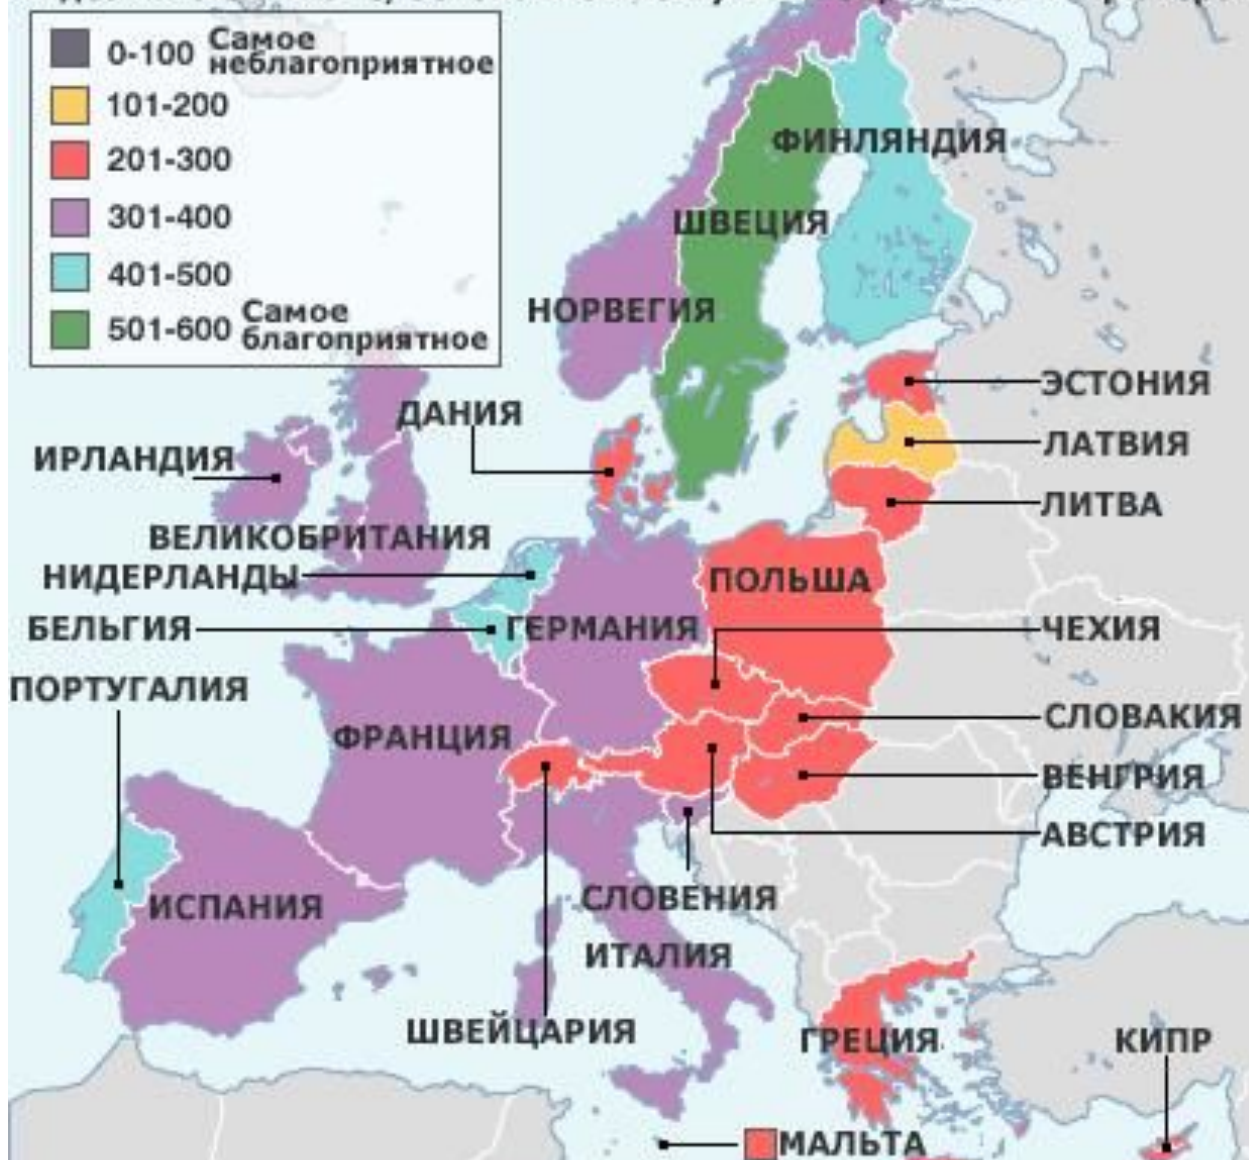 0-100 Самое
неблагоприятное
101-200
201-300
301-400
401-500
501-600 Самое
благоприятное
ФИНЛЯНДИЯ
ШВЕЦИЯ
НОРВЕГИЯ
ЭСТОНИЯ
ДАНИЯ
ЛАТВИЯ
ИРЛАНДИЯ
ЛИТВА
ВЕЛИКОБРИТАНИЯ
НИДЕРЛАНДЫ
ПОЛЬША
БЕЛЬГИЯ
ГЕРМАНИЯ
ЧЕХИЯ
ПОРТУГАЛИЯ
СЛОВАКИЯ
ФРАНЦИЯ
ВЕНГРИЯ
АВСТРИЯ
СЛОВЕНИЯ
ИСПАНИЯ
ИТАЛИЯ
ШВЕЙЦАРИЯ
ГРЕЦИЯ
КИПР
МАЛЬТА